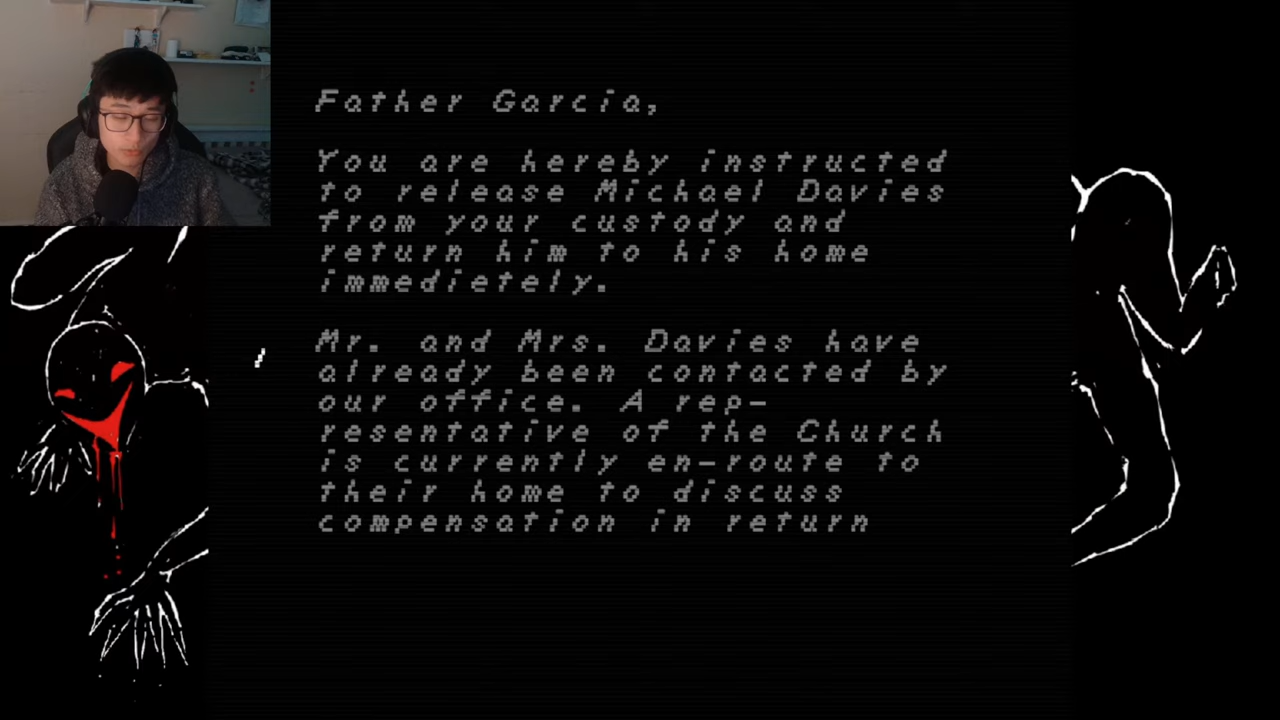 Father Garcia,
You are hereby instructed
to release Michael Davies
from your custody and
return him to his home
immedietely.
Mr. and Mrs. Davies have
already been contacted by
our office. A rep-
resentative of the Church
is currently en-route to
their home to discuss
compensation in return